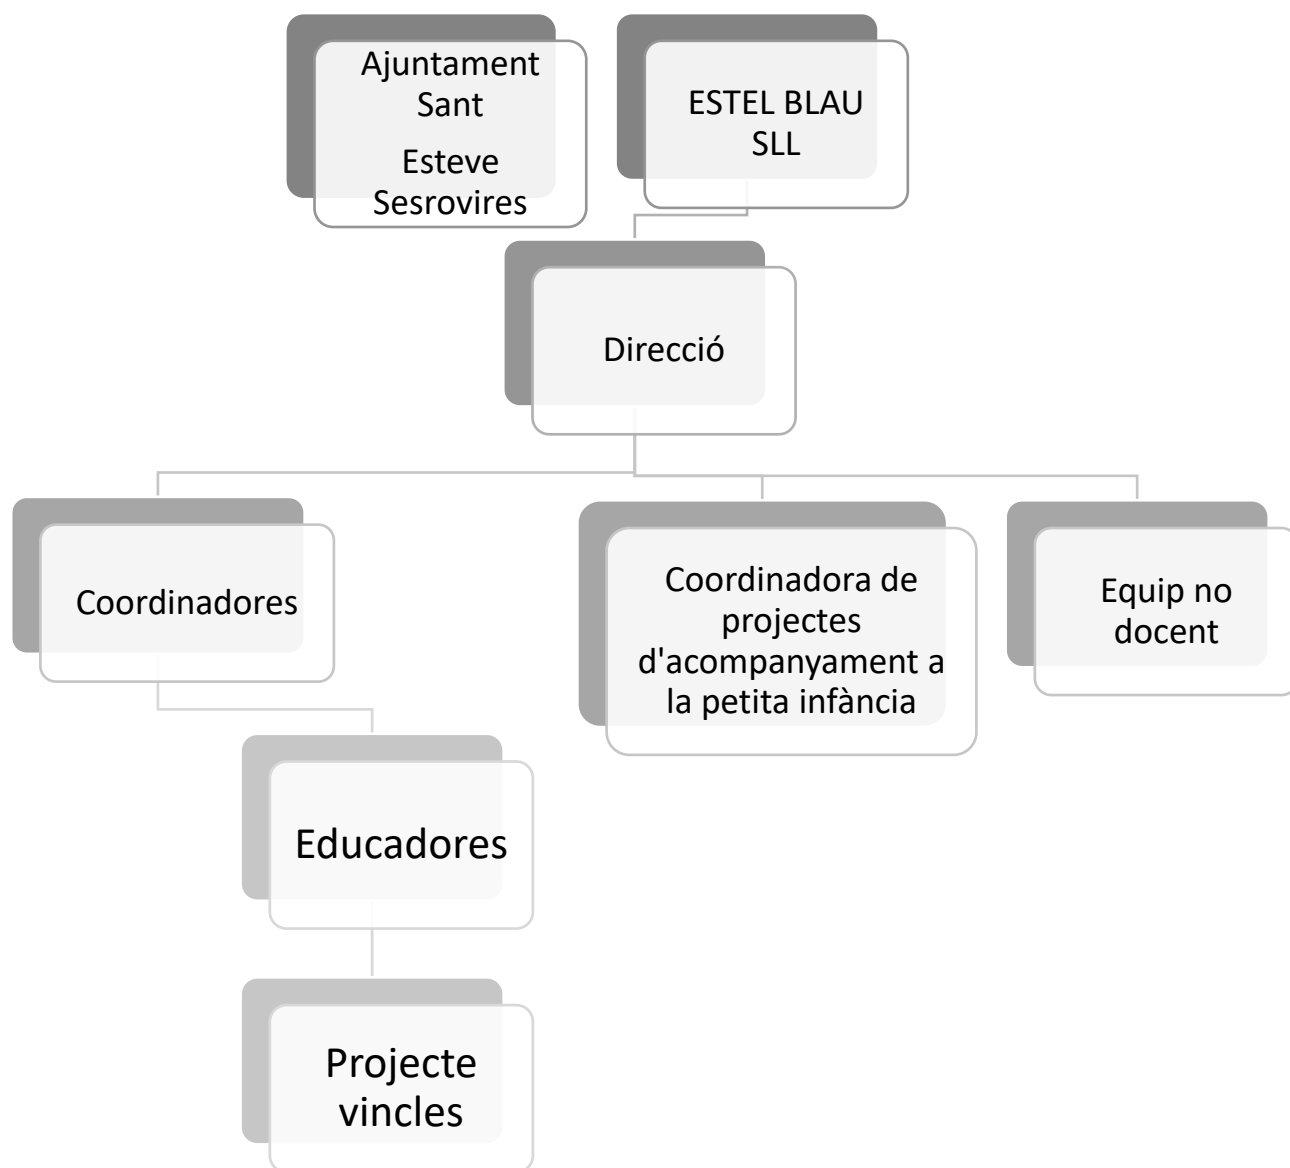 Ajuntament
Sant
Esteve
Sesrovires
ESTEL BLAU
SLL
Direcció
Coordinadores
Coordinadora de
projectes
d'acompanyament a
la petita infància
Equip no
docent
Educadores
Projecte
vincles